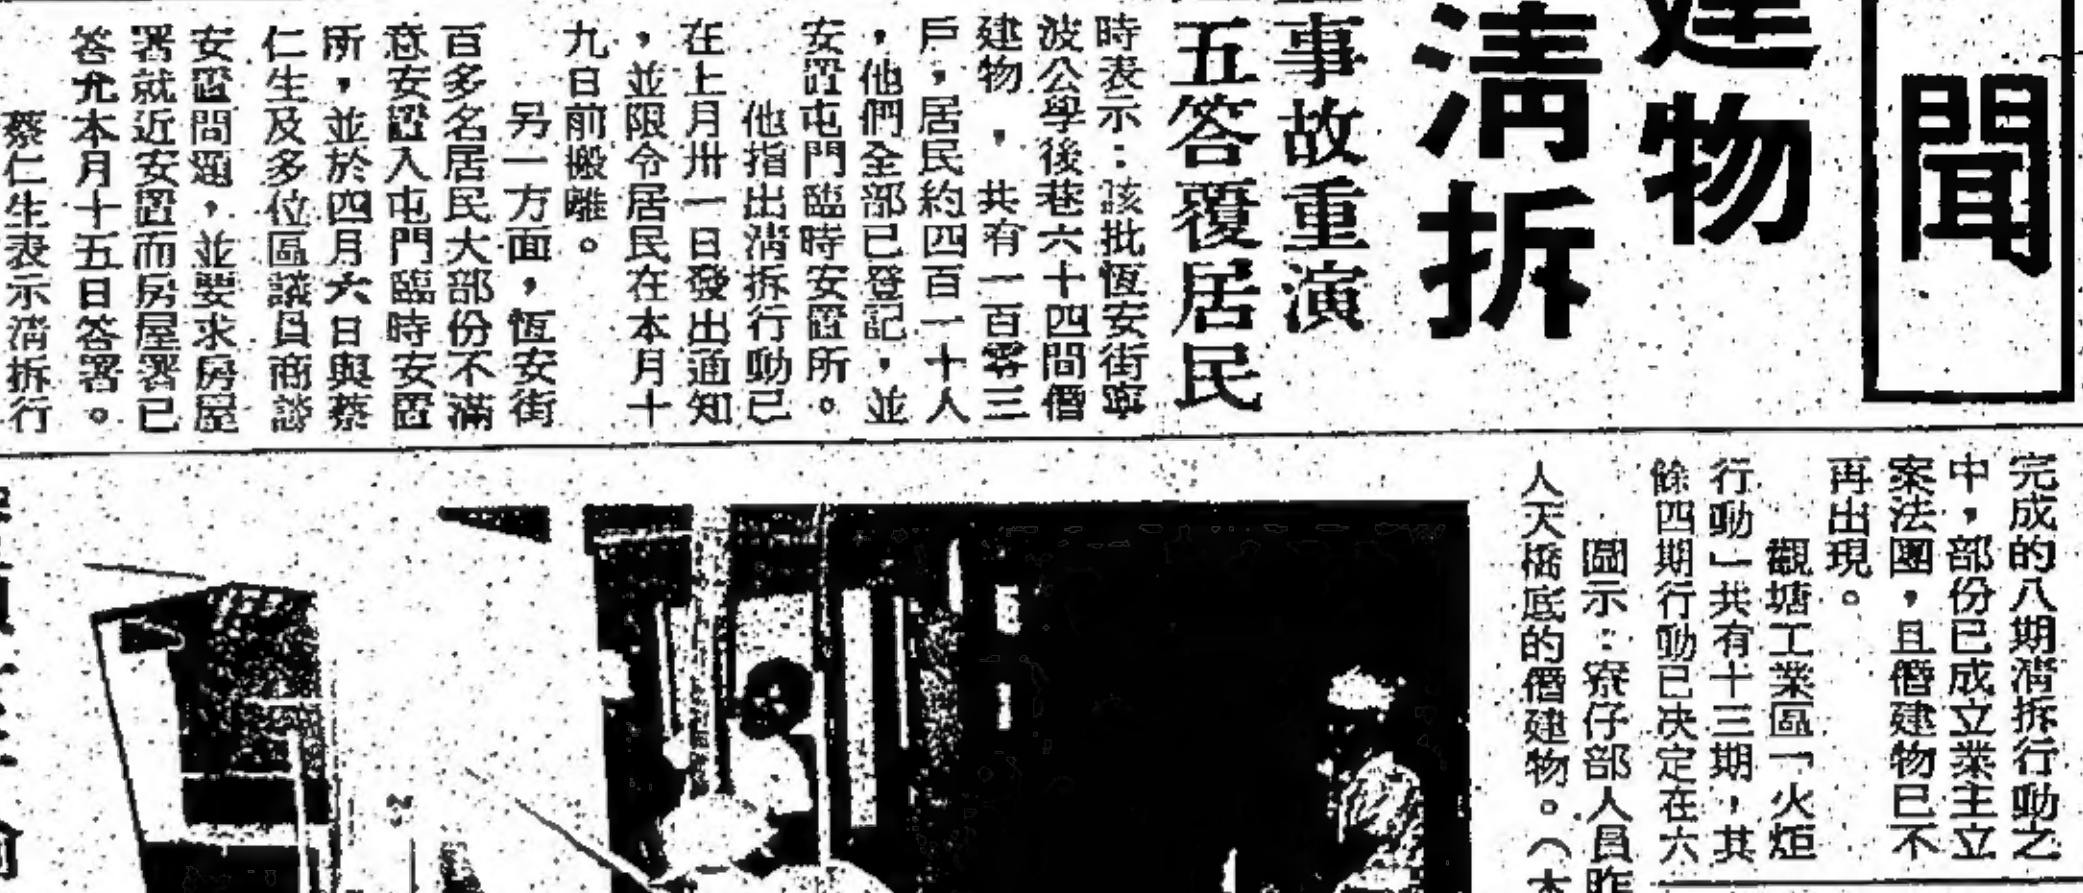 聞
建物
清拆
事故重演
五答覆居民
時表示：該批恆安街寧
波公學後巷六十四間僭
建物，共有一百零三
戶，居民約四百一十人
，他們全部已登記，並
安置屯門臨時安置所。
他指出清拆行動已
在上月卅一日發出通知
，並限令居民在本月十
九日前搬離。
另一方面，恆安街
百多名居民大部份不滿
意安置入屯門臨時安置
所，並於四月六日與蔡
仁生及多位區議員商談
安置問題，並要求房屋
署就近安置而房屋署已
答允本月十五日答署。
蔡仁生表示清拆行
完成的八期清拆行動之
中，部份已成立業主立
案法團，且僭建物已不
再出現。
觀塘工業區「火炬
行動」共有十三期，其
餘四期行動已決定在六
圖示：寮仔部人員昨
人天橋底的僭建物。（本